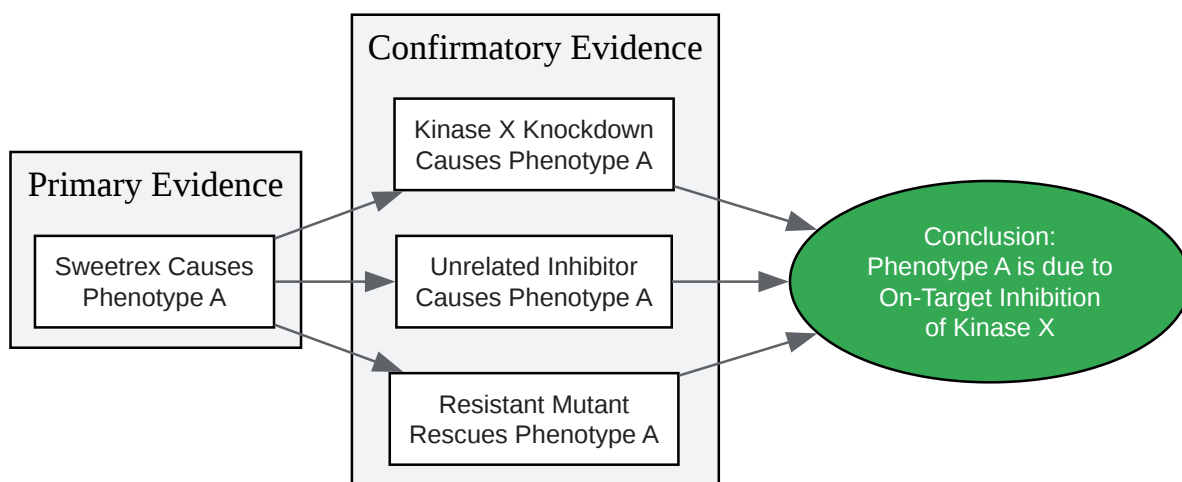 Primary Evidence
Sweetrex Causes
Phenotype A
Confirmatory Evidence
Kinase X Knockdown
Causes Phenotype A
Unrelated Inhibitor
Causes Phenotype A
Resistant Mutant
Rescues Phenotype A
Conclusion:
Phenotype A is due to
On-Target Inhibition
of Kinase X